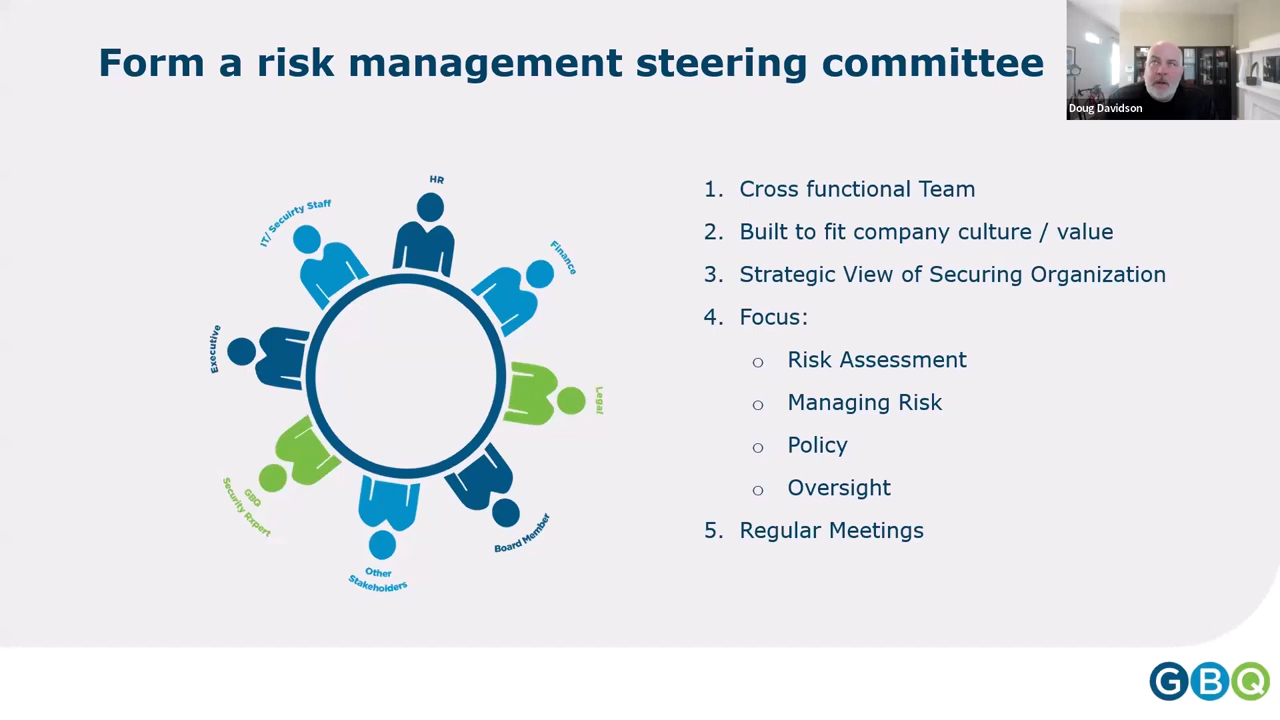 Form a risk management steering committee
Doug Davidson
HR
IT/ Secuirty Staff
Finance
Executive
Legal
GBQ
Security Rxpert
Board Member
Other
Stakeholders
1. Cross functional Team
2. Built to fit company culture / value
3. Strategic View of Securing Organization
4. Focus:
o Risk Assessment
o Managing Risk
o Policy
o Oversight
5. Regular Meetings
GBQ